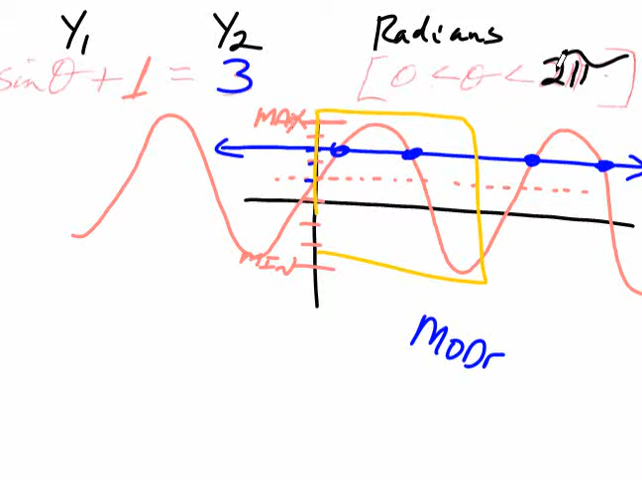 Y₁ Y₂ Radians
sinθ + 1 = 3 [0 < θ < 2π]
MAX
MIN
MODr